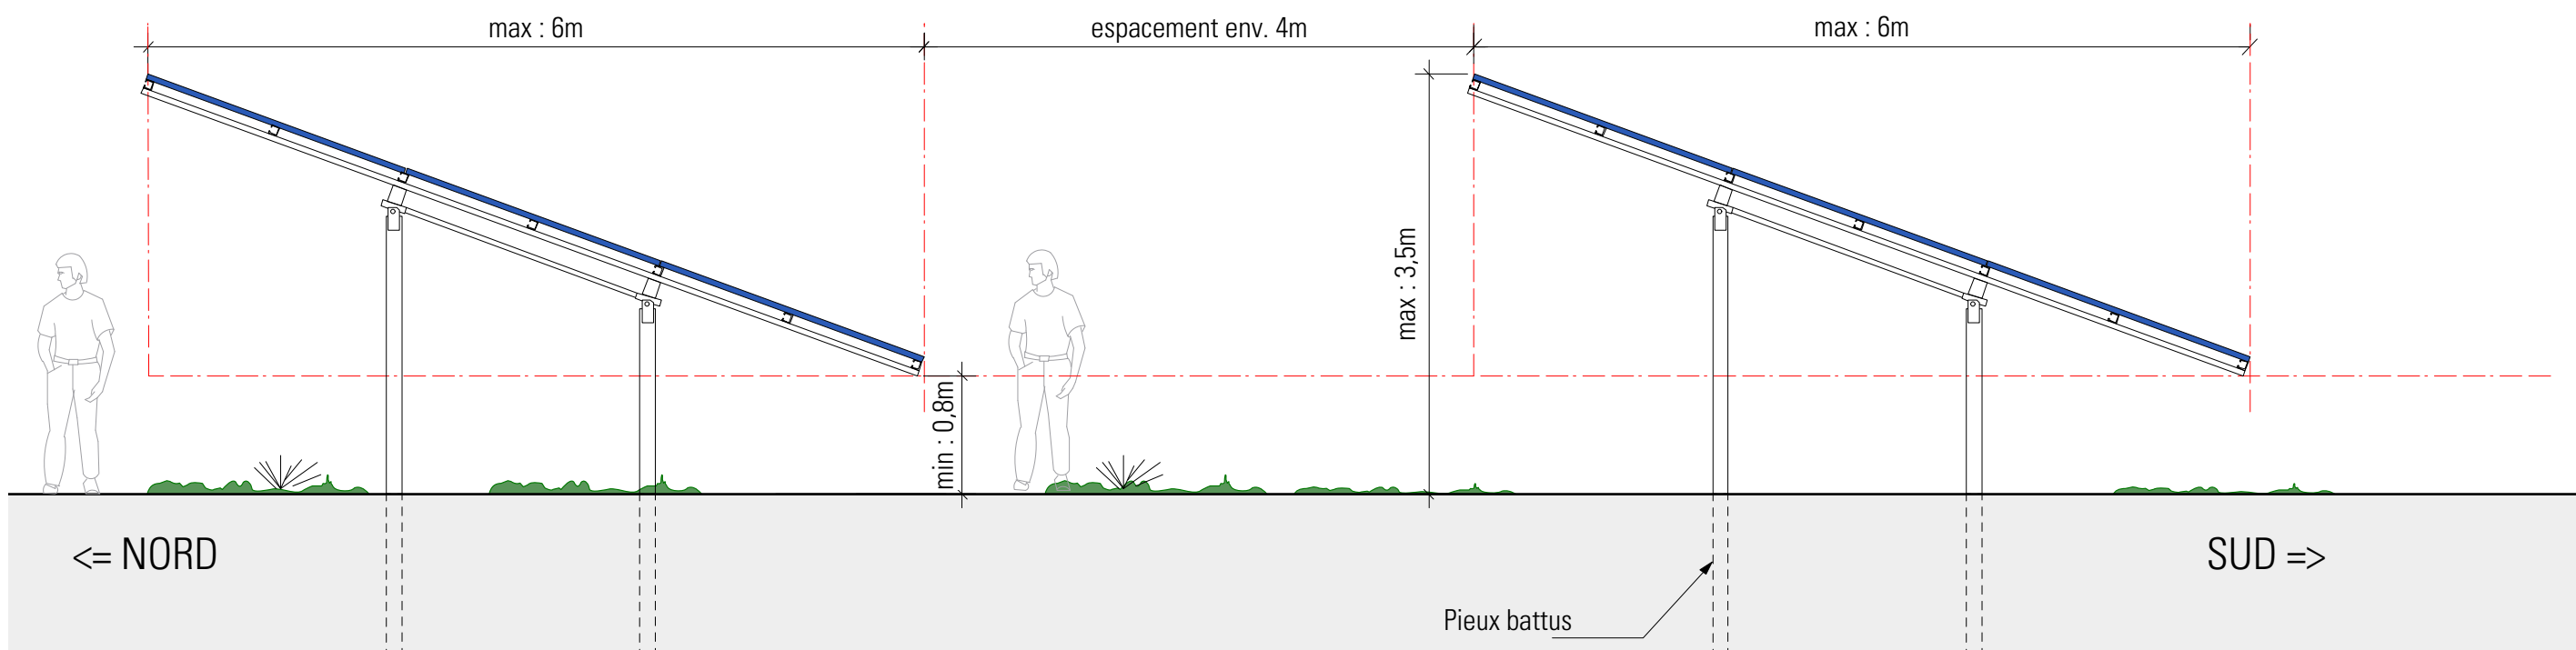 max : 6m
espacement env. 4m
max : 6m
max : 3,5m
min : 0,8m
<= NORD
SUD =>
Pieux battus